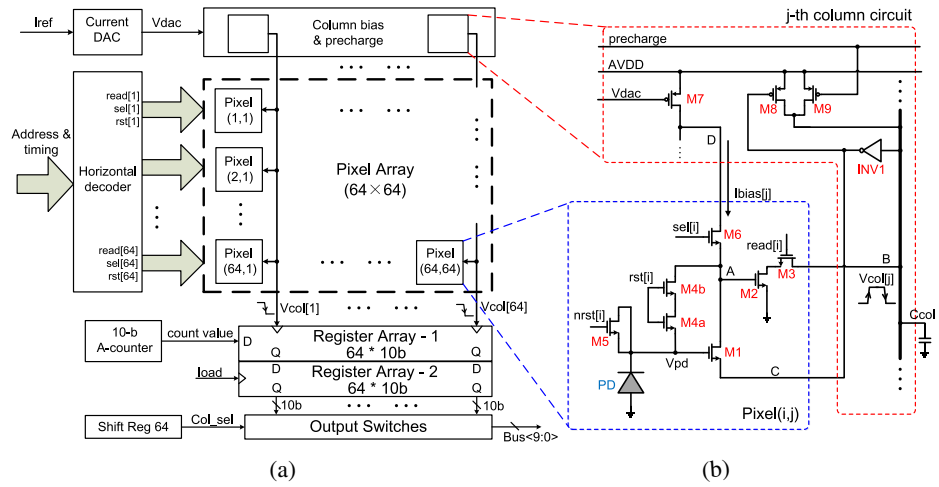 Iref
Current
DAC
Vdac
Column bias
& precharge
Address &
timing
Horizontal
decoder
read[1]
sel[1]
rst[1]
read[64]
sel[64]
rst[64]
Pixel
(1,1)
Pixel
(2,1)
Pixel
(64,1)
Pixel Array
(64×64)
Pixel
(64,64)
Vcol[1]
Vcol[64]
10-b
A-counter
count value
D
Register Array - 1
64 * 10b
Q
Q
load
D
D
Register Array - 2
64 * 10b
Q
Q
10b
10b
Shift Reg 64
Col_sel
Output Switches
Bus<9:0>
(a)
j-th column circuit
precharge
AVDD
Vdac
M7
M8
M9
D
INV1
Ibias[j]
sel[i]
M6
read[i]
A
M3
B
M2
rst[i]
M4b
Vcol[j]
nrst[i]
M4a
Ccol
M5
M1
Vpd
C
PD
Pixel(i,j)
(b)